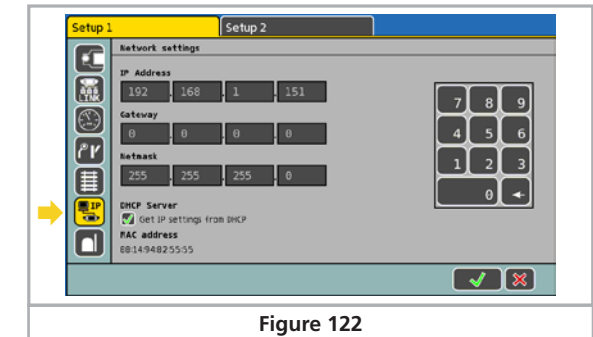 Setup 1
Setup 2
Network settings
LINK
IP
IP Address
192 . 168 . 1 . 151
Gateway
0 . 0 . 0 . 0
Netmask
255 . 255 . 255 . 0
DHCP Server
Get IP settings from DHCP
MAC address
7 8 9
4 5 6
1 2 3
0
Figure 122